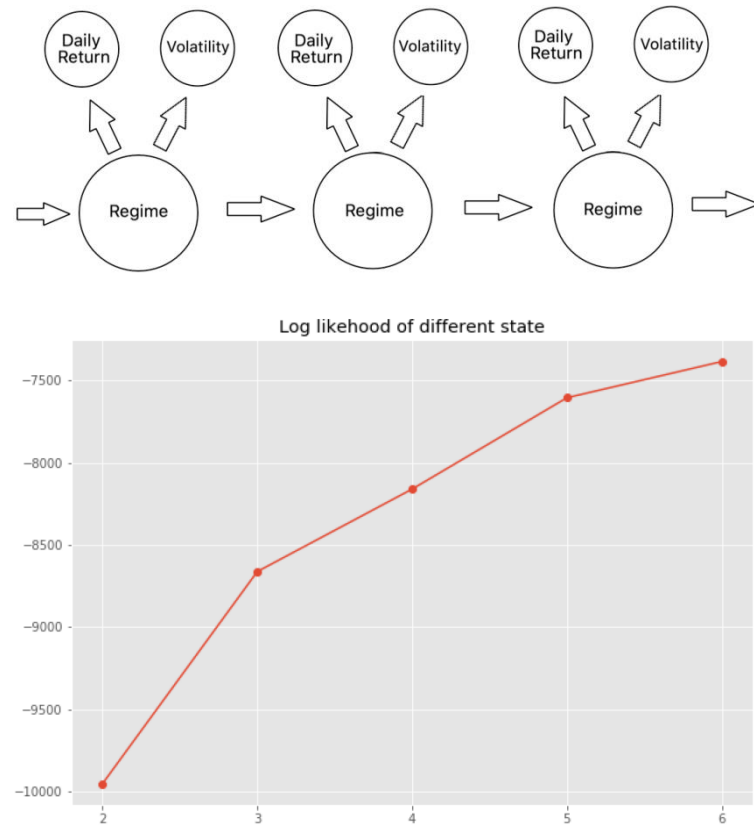 Daily
Return
Volatility
Daily
Return
Volatility
Daily
Return
Volatility
Regime
Regime
Regime
Log likehood of different state
−7500
−8000
−8500
−9000
−9500
−10000
2
3
4
5
6